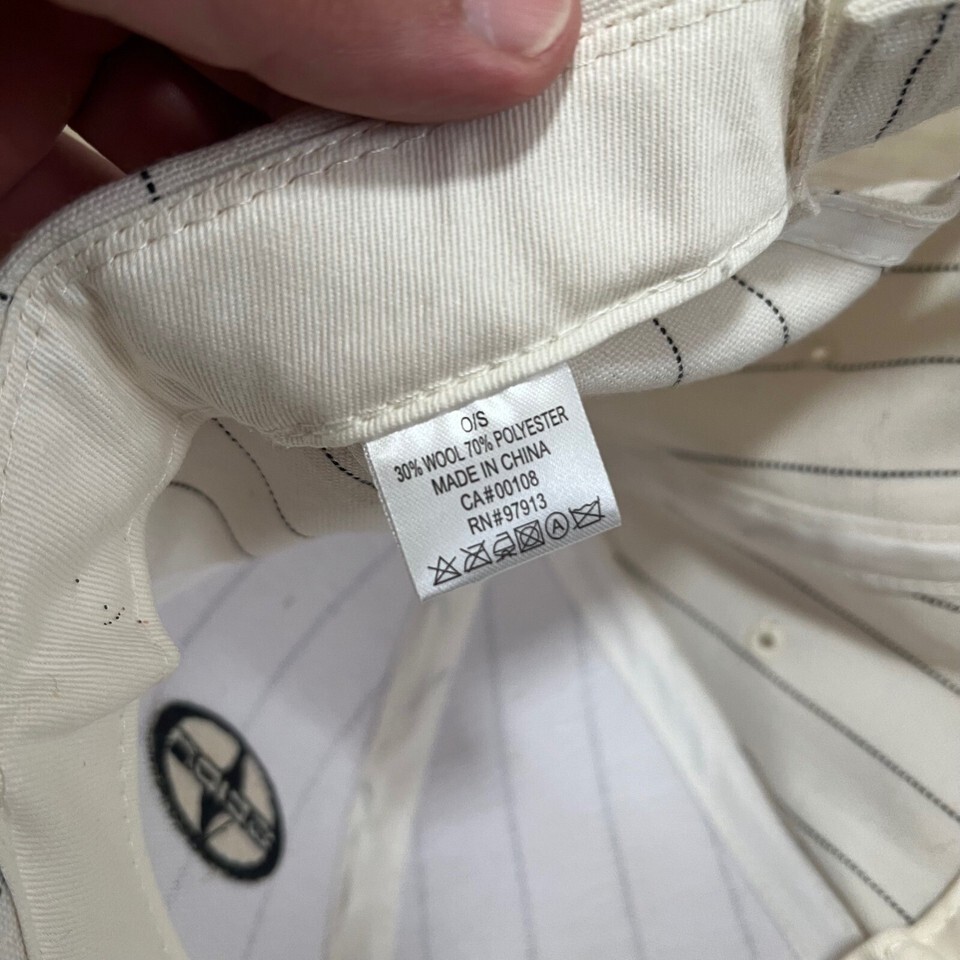 O/S
30% WOOL 70% POLYESTER
MADE IN CHINA
CA#00108
RN#97913
A